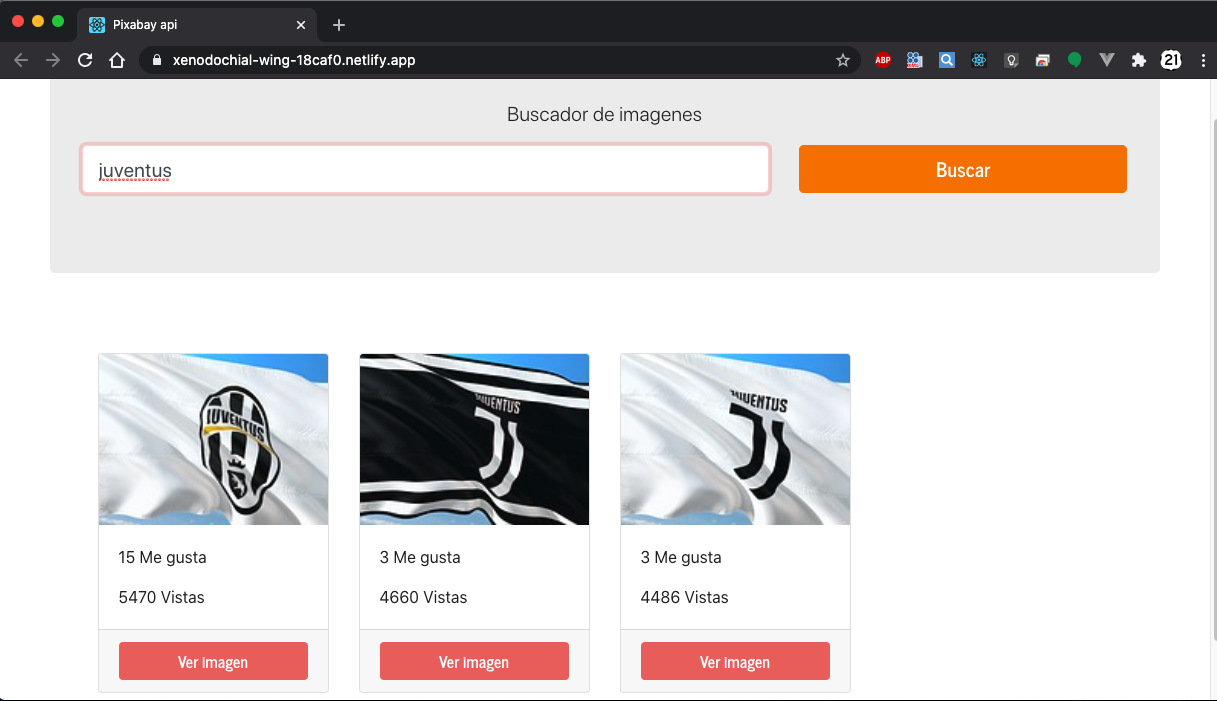 Pixabay api
xenodochial-wing-18caf0.netlify.app
ABP
21
Buscador de imagenes
juventus
Buscar
JUVENTUS
JUVENTUS
JUVENTUS
15 Me gusta
3 Me gusta
3 Me gusta
5470 Vistas
4660 Vistas
4486 Vistas
Ver imagen
Ver imagen
Ver imagen